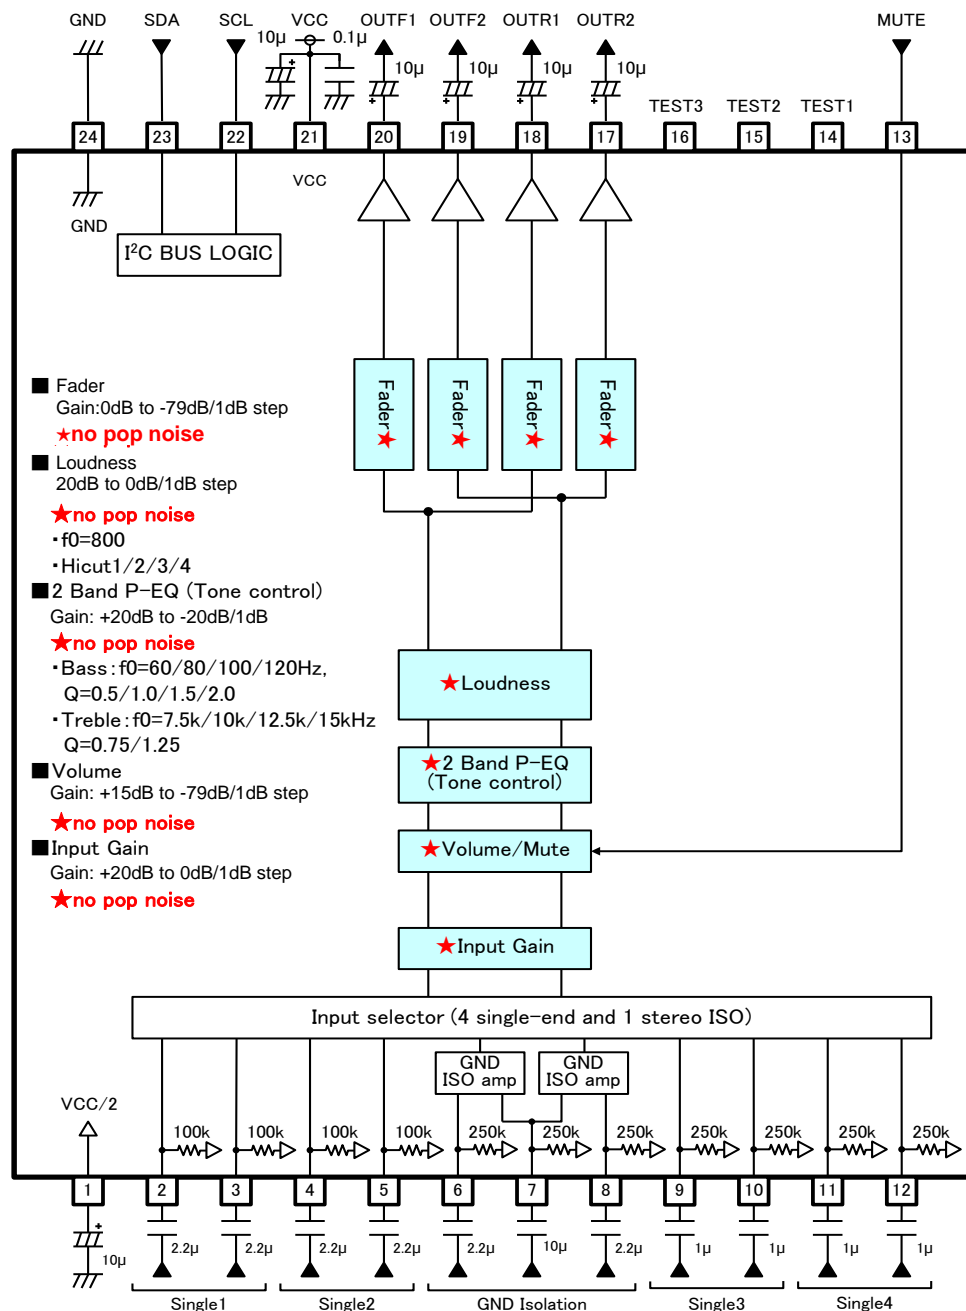 GND SDA SCL VCC OUTF1 OUTF2 OUTR1 OUTR2 MUTE
10μ 0.1μ
10μ 10μ 10μ 10μ
TEST3 TEST2 TEST1
24 23 22 21 20 19 18 17 16 15 14 13
VCC
GND
I²C BUS LOGIC
Fader★ Fader★ Fader★ Fader★
■ Fader
Gain:0dB to -79dB/1dB step
★no pop noise
■ Loudness
20dB to 0dB/1dB step
★no pop noise
・f0=800
・Hicut1/2/3/4
■2 Band P-EQ (Tone control)
Gain: +20dB to -20dB/1dB
★no pop noise
・Bass:f0=60/80/100/120Hz,
Q=0.5/1.0/1.5/2.0
・Treble:f0=7.5k/10k/12.5k/15kHz
Q=0.75/1.25
■Volume
Gain: +15dB to -79dB/1dB step
★no pop noise
■Input Gain
Gain: +20dB to 0dB/1dB step
★no pop noise
★Loudness
★2 Band P-EQ
(Tone control)
★Volume/Mute
★Input Gain
Input selector (4 single-end and 1 stereo ISO)
GND
ISO amp
GND
ISO amp
VCC/2
100k 100k 100k 100k 250k 250k 250k 250k 250k 250k 250k
1 2 3 4 5 6 7 8 9 10 11 12
10μ 2.2μ 2.2μ 2.2μ 2.2μ 2.2μ 10μ 2.2μ 1μ 1μ 1μ 1μ
Single1 Single2 GND Isolation Single3 Single4